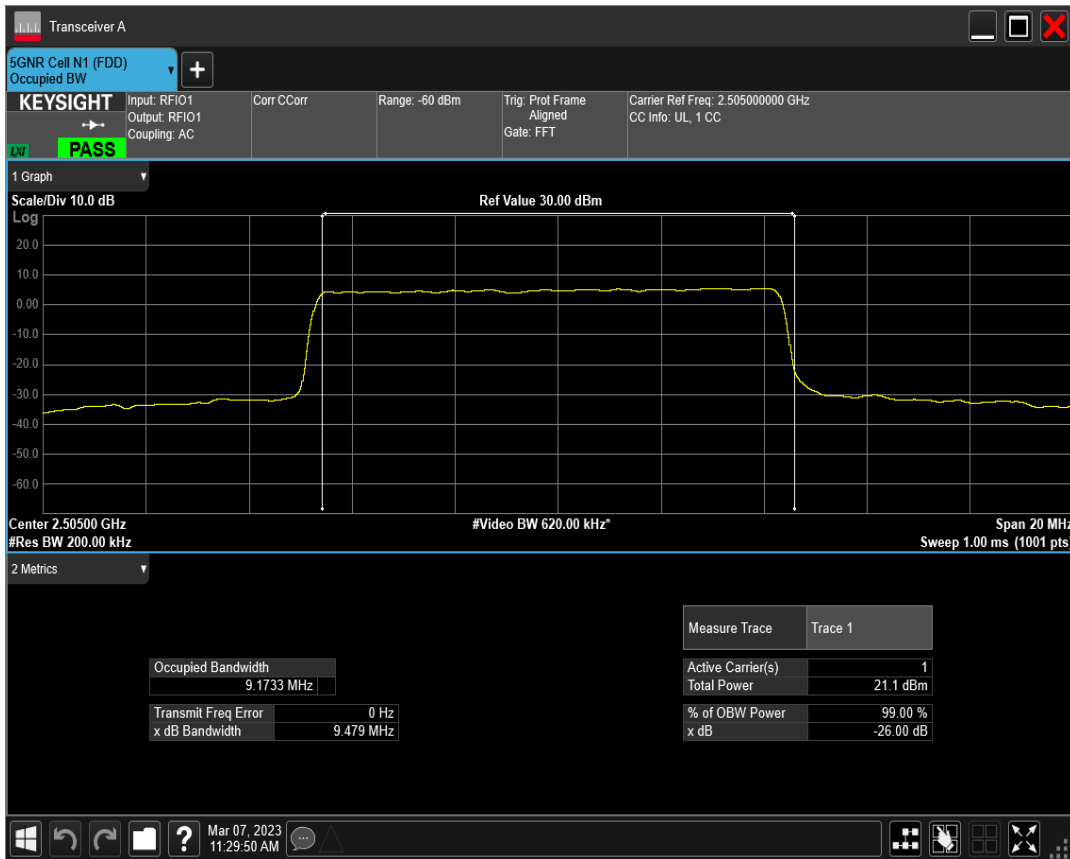 Transceiver A
5GNR Cell N1 (FDD)
Occupied BW
+
KEYSIGHT
LXI
PASS
Input: RFIO1
Output: RFIO1
Coupling: AC
Corr CCorr
Range: -60 dBm
Trig: Prot Frame
Aligned
Gate: FFT
Carrier Ref Freq: 2.505000000 GHz
CC Info: UL, 1 CC
1 Graph
Scale/Div 10.0 dB
Ref Value 30.00 dBm
Log
20.0
10.0
0.00
-10.0
-20.0
-30.0
-40.0
-50.0
-60.0
Center 2.50500 GHz
#Video BW 620.00 kHz*
Span 20 MHz
#Res BW 200.00 kHz
Sweep 1.00 ms (1001 pts)
2 Metrics
Measure Trace Trace 1
Occupied Bandwidth
9.1733 MHz
Active Carrier(s) 1
Total Power 21.1 dBm
Transmit Freq Error 0 Hz
x dB Bandwidth 9.479 MHz
% of OBW Power 99.00 %
x dB -26.00 dB
?
Mar 07, 2023
11:29:50 AM